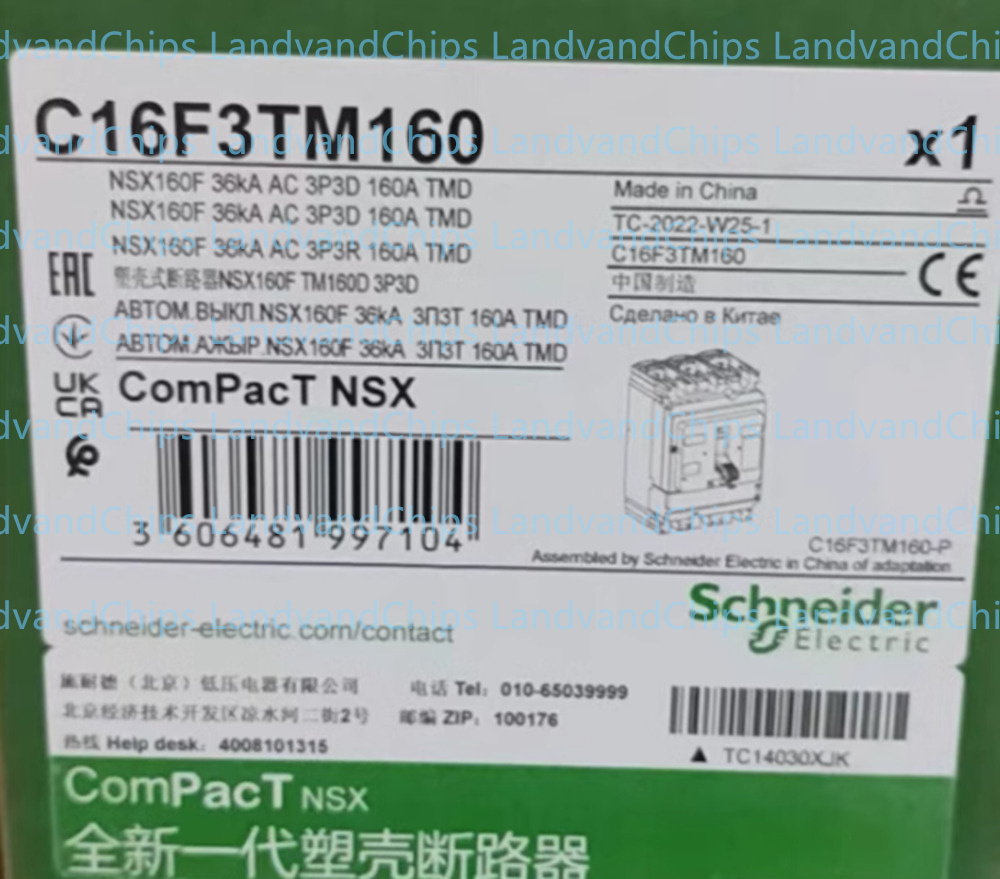 LandvandChips LandvandChips LandvandChips LandvandChips
C16F3TM160 x1
NSX160F 36kA AC 3P3D 160A TMD
NSX160F 36kA AC 3P3D 160A TMD
NSX160F 36kA AC 3P3R 160A TMD
塑壳式断路器NSX160F TM160D 3P3D
АВТОМ.ВЫКЛ.NSX160F 36kA 3П3Т 160A TMD
АВТОМ.АЖЫР.NSX160F 36kA 3П3Т 160A TMD
Made in China
TC-2022-W25-1
C16F3TM160
中国制造
Сделано в Китае
EAC
CE
UK
CA
ComPacT NSX
3 606481 997104
C16F3TM160-P
Assembled by Schneider Electric in China of adaptation
schneider-electric.com/contact
Schneider
Electric
施耐德（北京）低压电器有限公司 电话 Tel: 010-65039999
北京经济技术开发区凉水河二街2号 邮编 ZIP: 100176
热线 Help desk: 4008101315
▲ TC14030XJK
ComPacT NSX
全新一代塑壳断路器